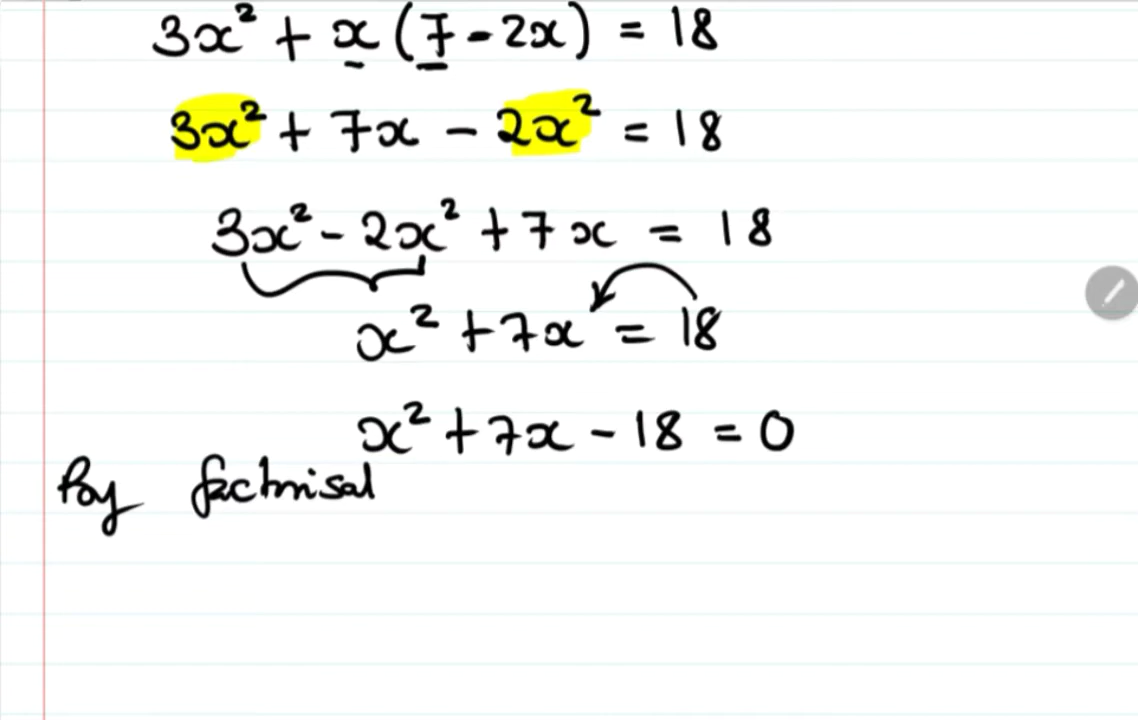 3x² + x (7 - 2x) = 18
3x² + 7x - 2x² = 18
3x² - 2x² + 7x = 18
x² + 7x = 18
x² + 7x - 18 = 0
By factorisat